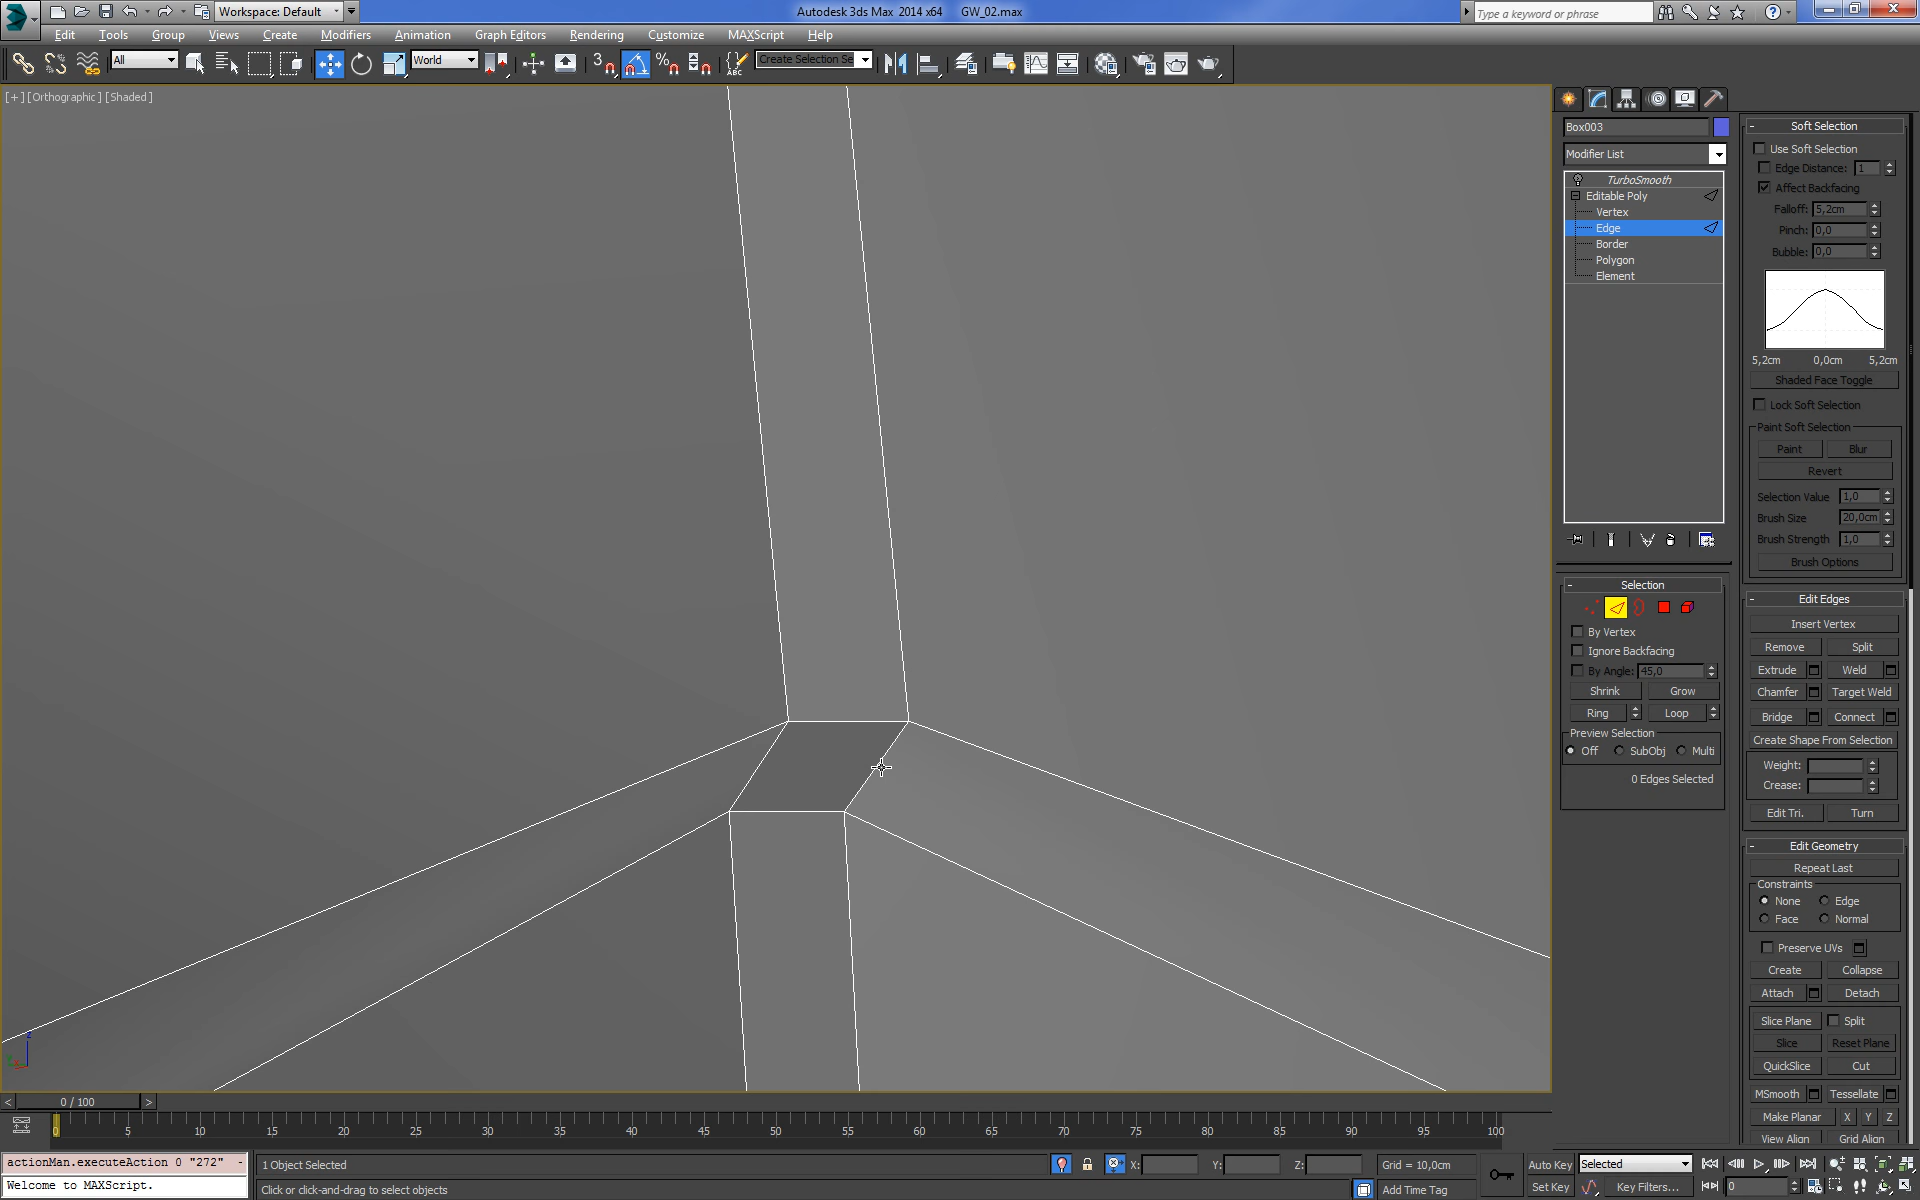 Workspace: Default
Autodesk 3ds Max 2014 x64 GW_02.max
Type a keyword or phrase
Edit Tools Group Views Create Modifiers Animation Graph Editors Rendering Customize MAXScript Help
All World 3 ABC Create Selection Se
[+] [Orthographic] [Shaded]
Box003
Modifier List
TurboSmooth
Editable Poly
Vertex
Edge
Border
Polygon
Element
Selection
By Vertex
Ignore Backfacing
By Angle: 45,0
Shrink Grow
Ring Loop
Preview Selection
Off SubObj Multi
0 Edges Selected
Soft Selection
Use Soft Selection
Edge Distance: 1
Affect Backfacing
Falloff: 5,2cm
Pinch: 0,0
Bubble: 0,0
5,2cm 0,0cm 5,2cm
Shaded Face Toggle
Lock Soft Selection
Paint Soft Selection
Paint Blur
Revert
Selection Value 1,0
Brush Size 20,0cm
Brush Strength 1,0
Brush Options
Edit Edges
Insert Vertex
Remove Split
Extrude Weld
Chamfer Target Weld
Bridge Connect
Create Shape From Selection
Weight:
Crease:
Edit Tri. Turn
Edit Geometry
Repeat Last
Constraints
None Edge
Face Normal
Preserve UVs
Create Collapse
Attach Detach
Slice Plane Split
Slice Reset Plane
QuickSlice Cut
MSmooth Tessellate
Make Planar X Y Z
View Align Grid Align
< 0 / 100 >
0 5 10 15 20 25 30 35 40 45 50 55 60 65 70 75 80 85 90 95 100
actionMan.executeAction 0 "272" -
Welcome to MAXScript.
1 Object Selected X: Y: Z: Grid = 10,0cm Auto Key Selected
Click or click-and-drag to select objects Add Time Tag Set Key Key Filters... 0